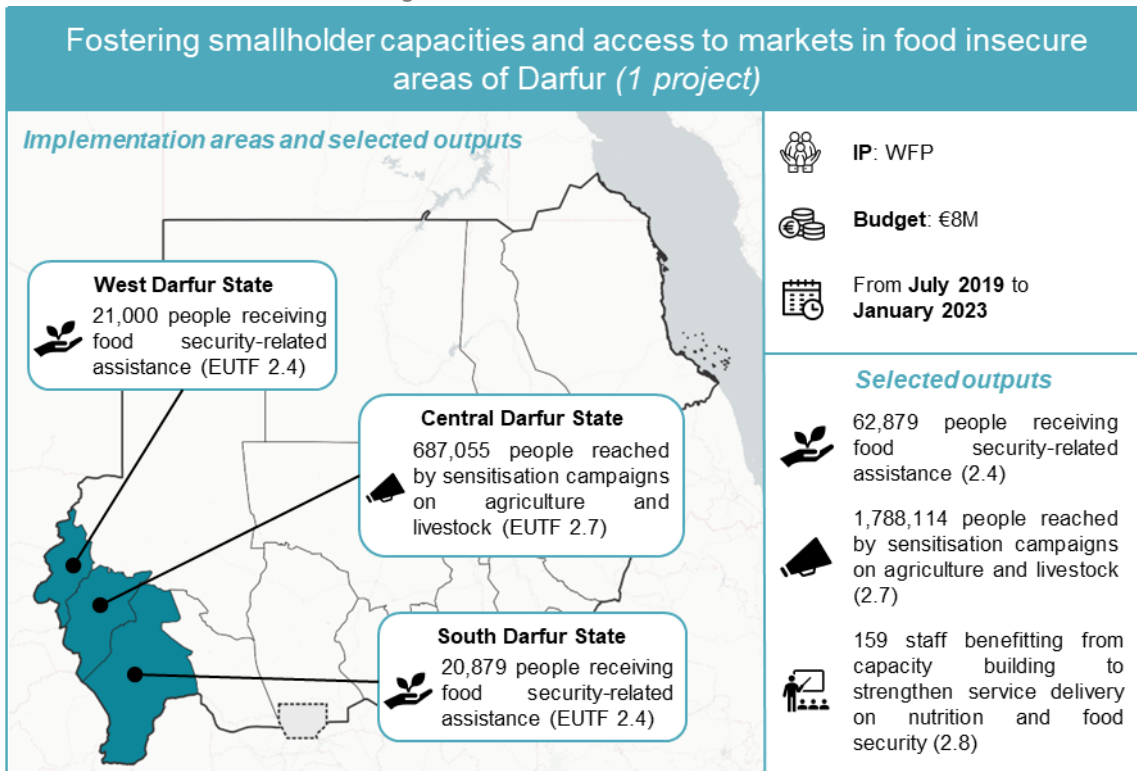 Fostering smallholder capacities and access to markets in food insecure
areas of Darfur (1 project)
Implementation areas and selected outputs
West Darfur State
21,000 people receiving
food security-related
assistance (EUTF 2.4)
Central Darfur State
687,055 people reached
by sensitisation campaigns
on agriculture and
livestock (EUTF 2.7)
South Darfur State
20,879 people receiving
food security-related
assistance (EUTF 2.4)
IP: WFP
Budget: €8M
From July 2019 to
January 2023
Selected outputs
62,879 people receiving
food security-related
assistance (2.4)
1,788,114 people reached
by sensitisation campaigns
on agriculture and livestock
(2.7)
159 staff benefitting from
capacity building to
strengthen service delivery
on nutrition and food
security (2.8)